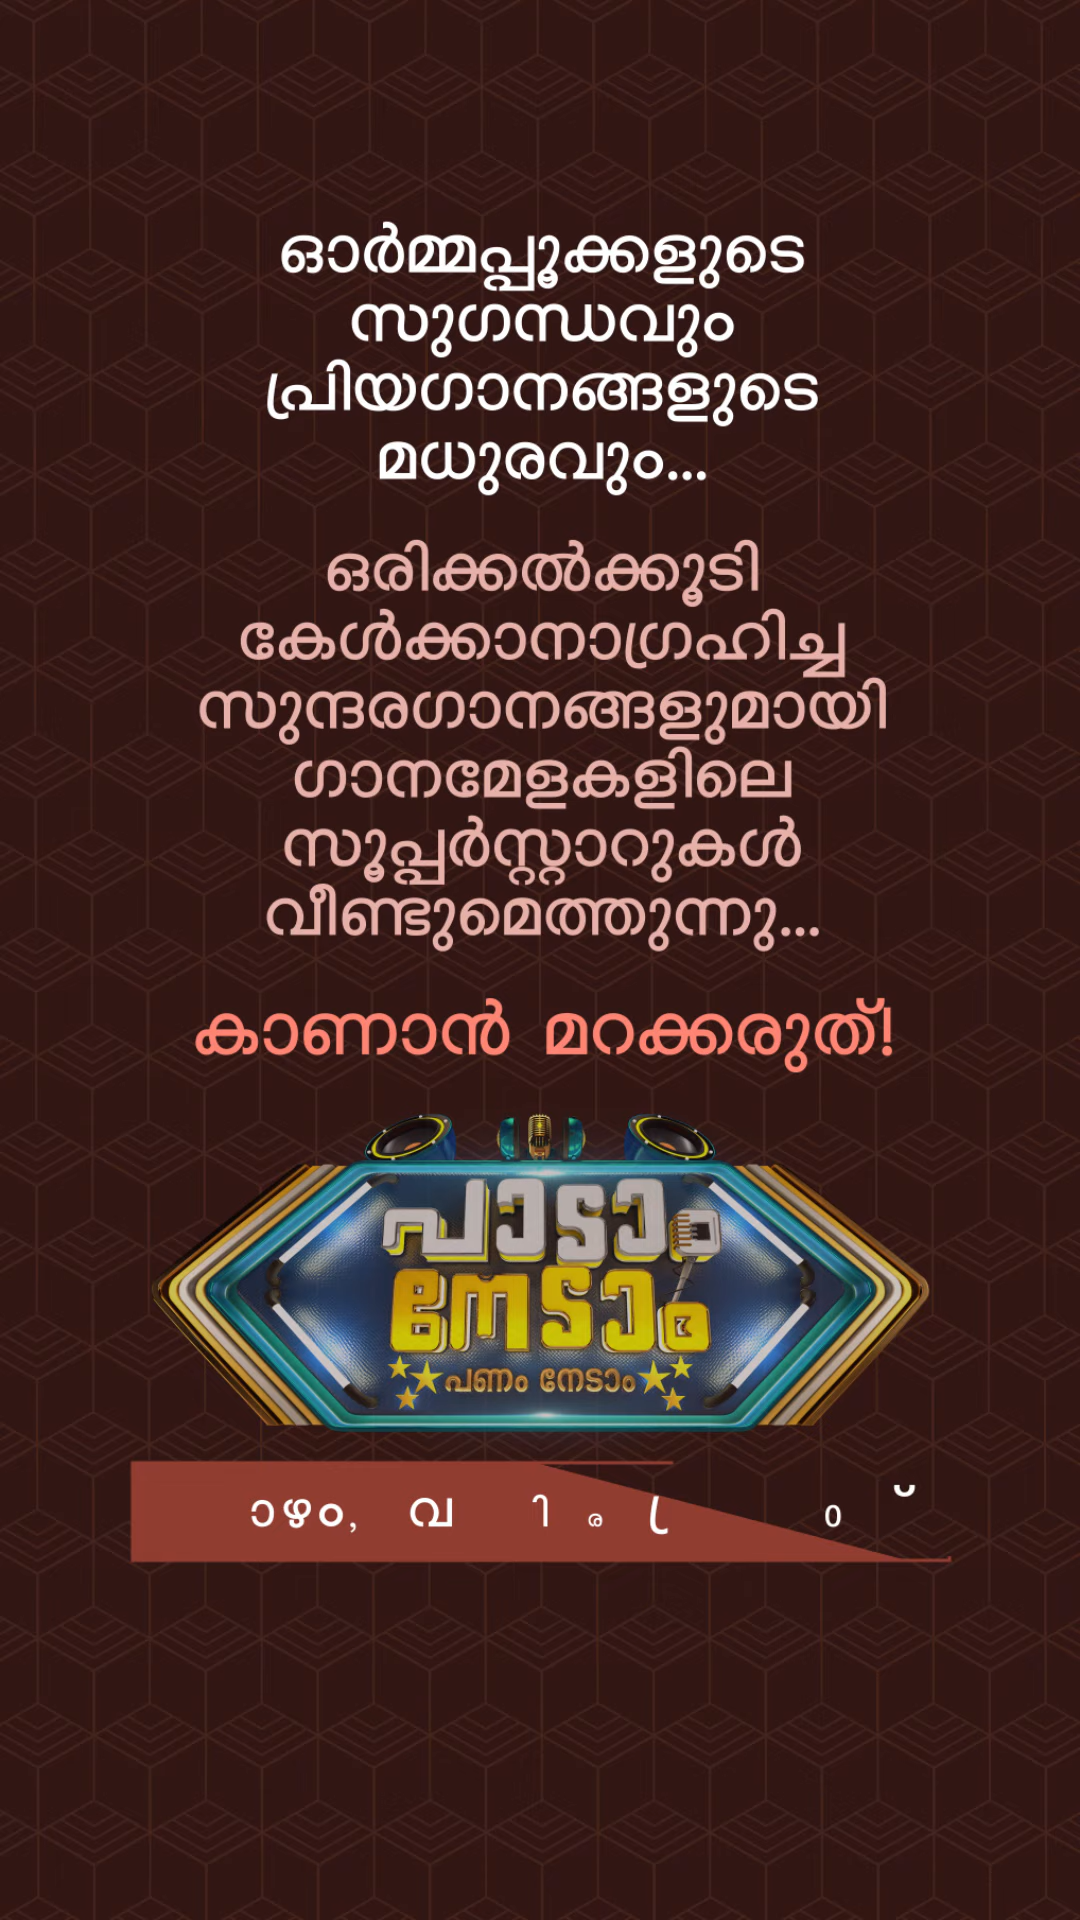 ഓർമ്മപ്പൂക്കളുടെ
സുഗന്ധവും
പ്രിയഗാനങ്ങളുടെ
മധുരവും...
ഒരിക്കൽക്കൂടി
കേൾക്കാനാഗ്രഹിച്ച
സുന്ദരഗാനങ്ങളുമായി
ഗാനമേളകളിലെ
സൂപ്പർസ്റ്റാറുകൾ
വീണ്ടുമെത്തുന്നു...
കാണാൻ മറക്കരുത്!
പാടാം
നേടാം
പണം നേടാം